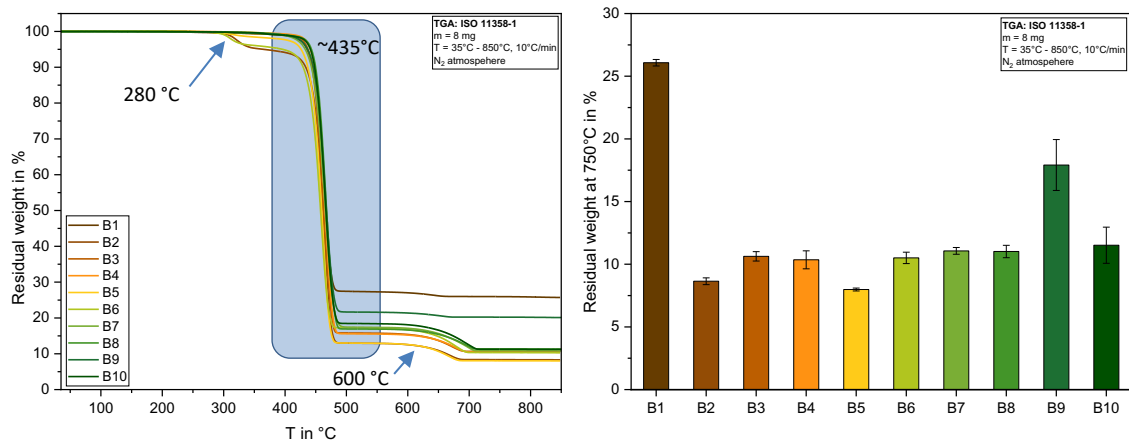 TGA: ISO 11358-1
m = 8 mg
T = 35°C - 850°C, 10°C/min
N₂ atmospehere
~435°C
280 °C
600 °C
B1
B2
B3
B4
B5
B6
B7
B8
B9
B10
100
90
80
70
60
50
40
30
20
10
0
Residual weight in %
100 200 300 400 500 600 700 800
T in °C
TGA: ISO 11358-1
m = 8 mg
T = 35°C - 850°C, 10°C/min
N₂ atmospehere
30
25
20
15
10
5
0
Residual weight at 750°C in %
B1 B2 B3 B4 B5 B6 B7 B8 B9 B10